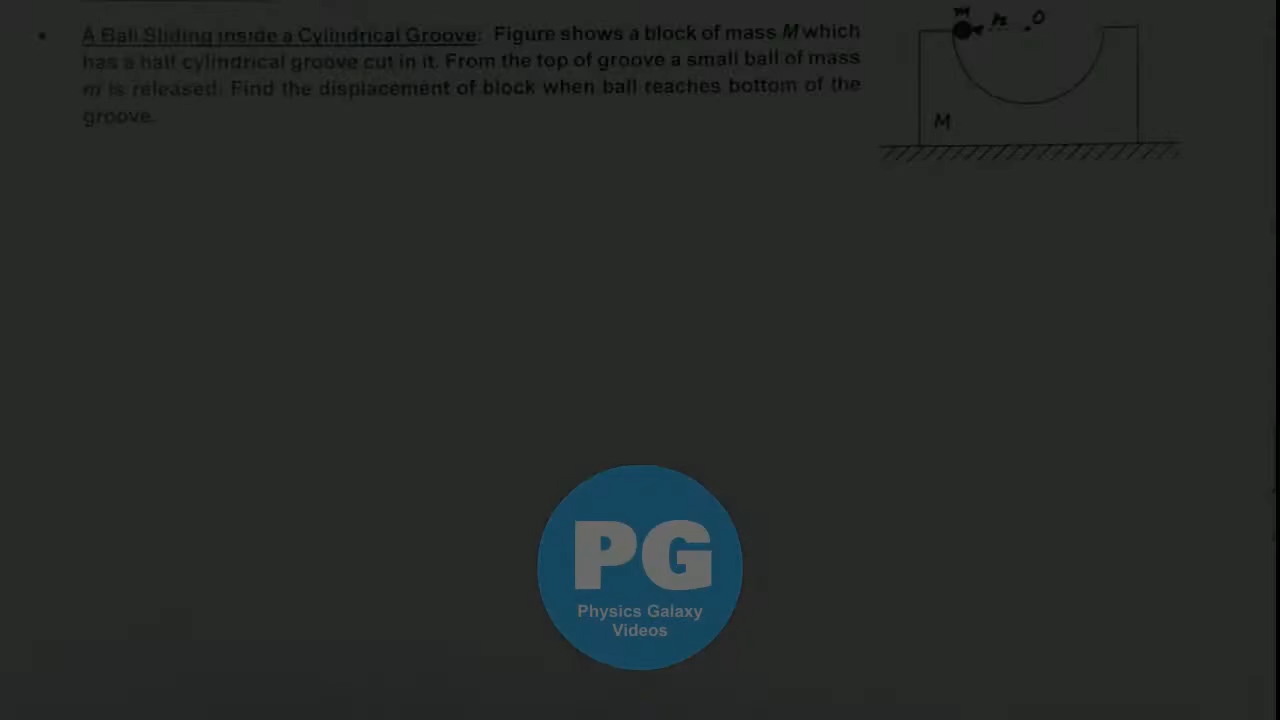 • A Ball Sliding inside a Cylindrical Groove: Figure shows a block of mass M which
has a half cylindrical groove cut in it. From the top of groove a small ball of mass
m is released. Find the displacement of block when ball reaches bottom of the
groove.
m
O
M
PG
Physics Galaxy
Videos